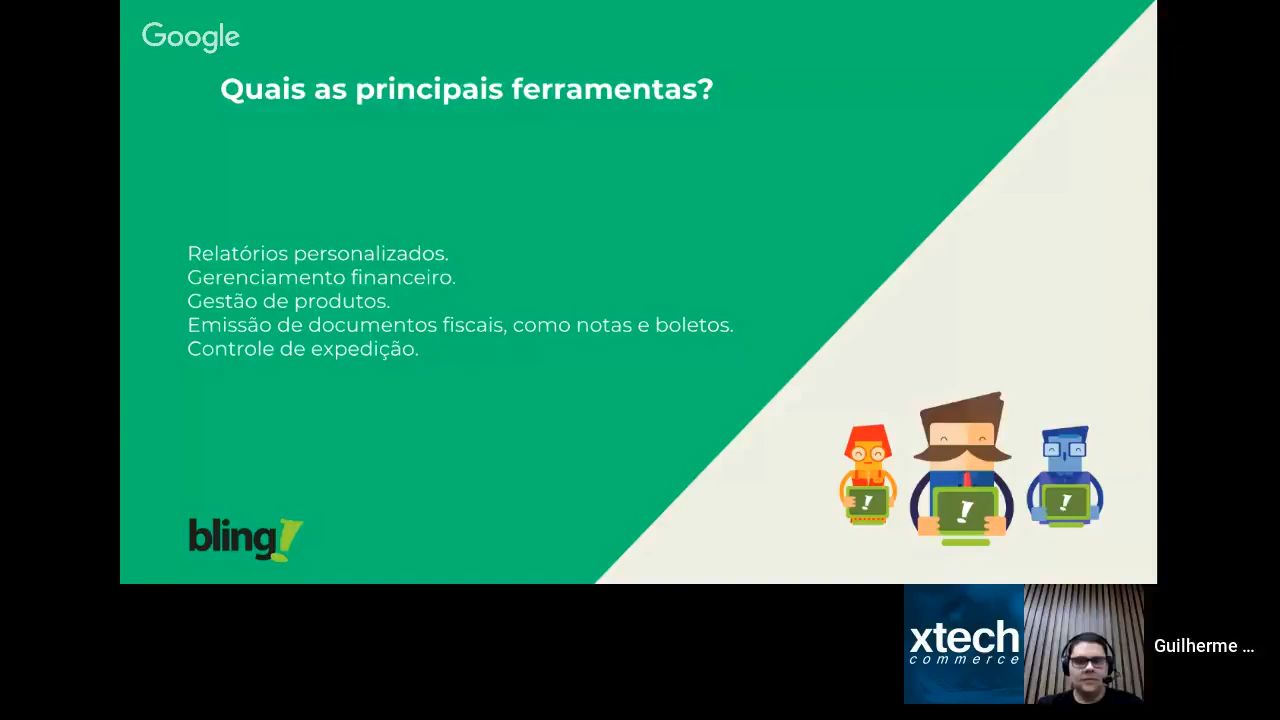 Google
Quais as principais ferramentas?
Relatórios personalizados.
Gerenciamento financeiro.
Gestão de produtos.
Emissão de documentos fiscais, como notas e boletos.
Controle de expedição.
bling!
!
!
!
xtech
commerce
Guilherme ...